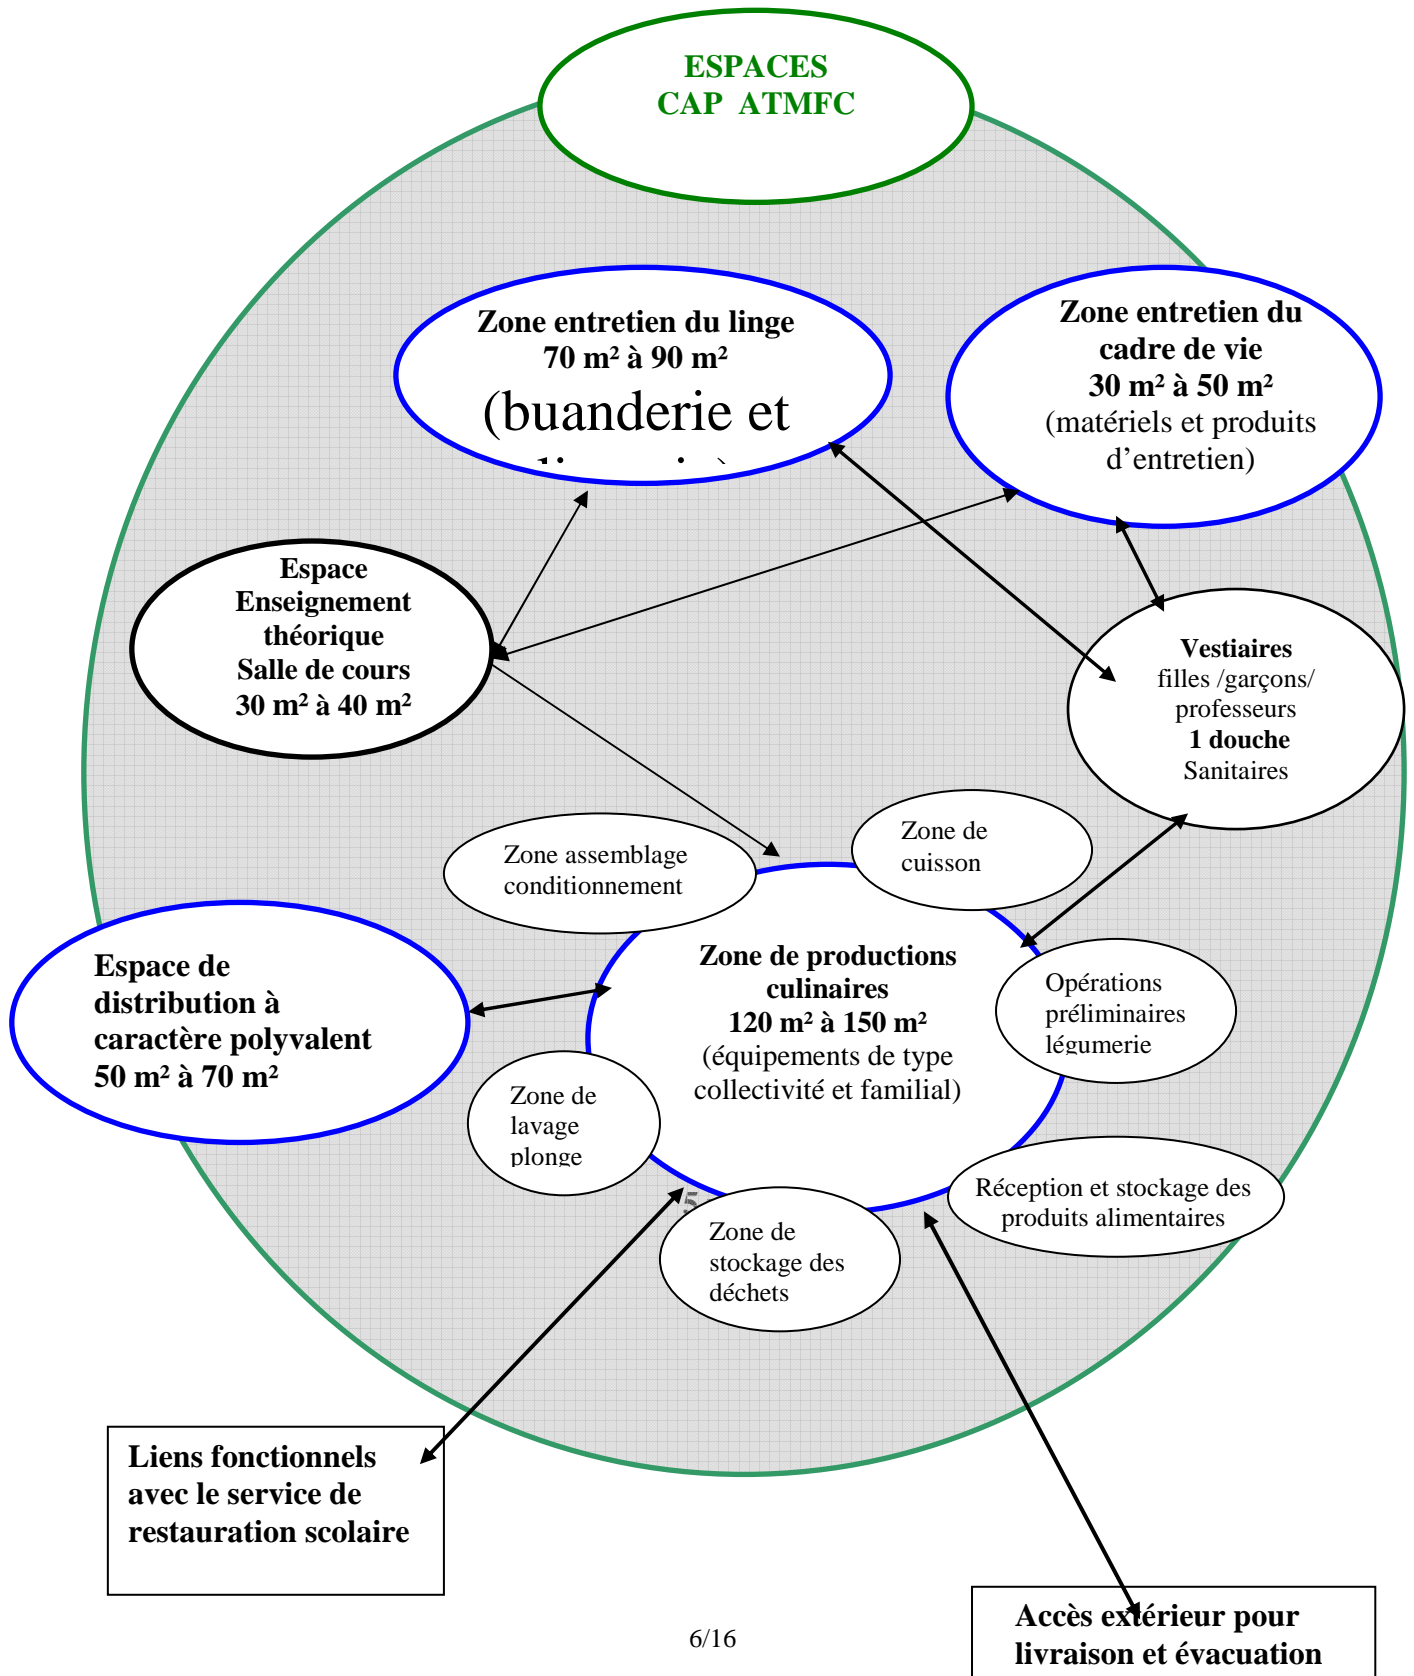 ESPACES
CAP ATMFC
Zone entretien du linge
70 m² à 90 m²
(buanderie et
Zone entretien du
cadre de vie
30 m² à 50 m²
(matériels et produits
d’entretien)
Espace
Enseignement
théorique
Salle de cours
30 m² à 40 m²
Vestiaires
filles /garçons/
professeurs
1 douche
Sanitaires
Zone de
cuisson
Zone assemblage
conditionnement
Espace de
distribution à
caractère polyvalent
50 m² à 70 m²
Zone de productions
culinaires
120 m² à 150 m²
(équipements de type
collectivité et familial)
Opérations
préliminaires
légumerie
Zone de
lavage
plonge
Réception et stockage des
produits alimentaires
5
Zone de
stockage des
déchets
Liens fonctionnels
avec le service de
restauration scolaire
Accès extérieur pour
livraison et évacuation
6/16